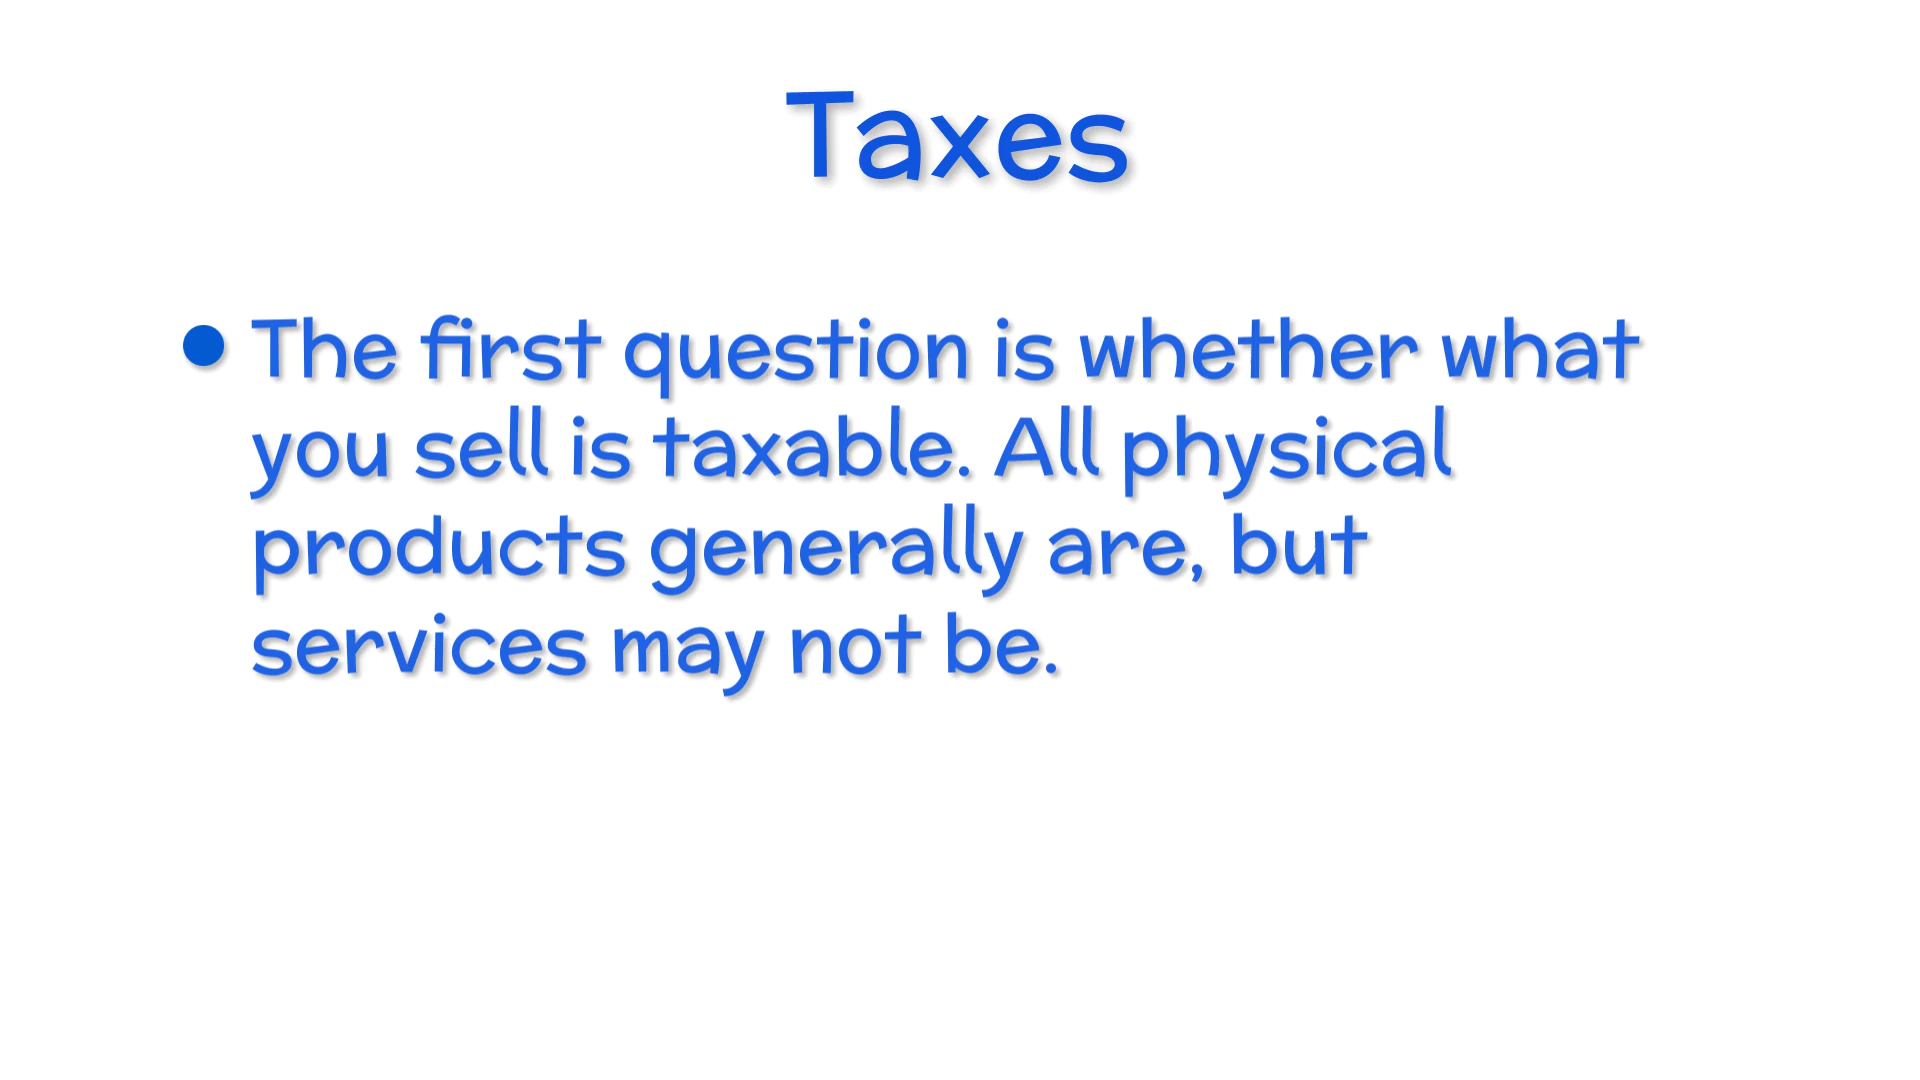 Taxes
• The first question is whether what
you sell is taxable. All physical
products generally are, but
services may not be.